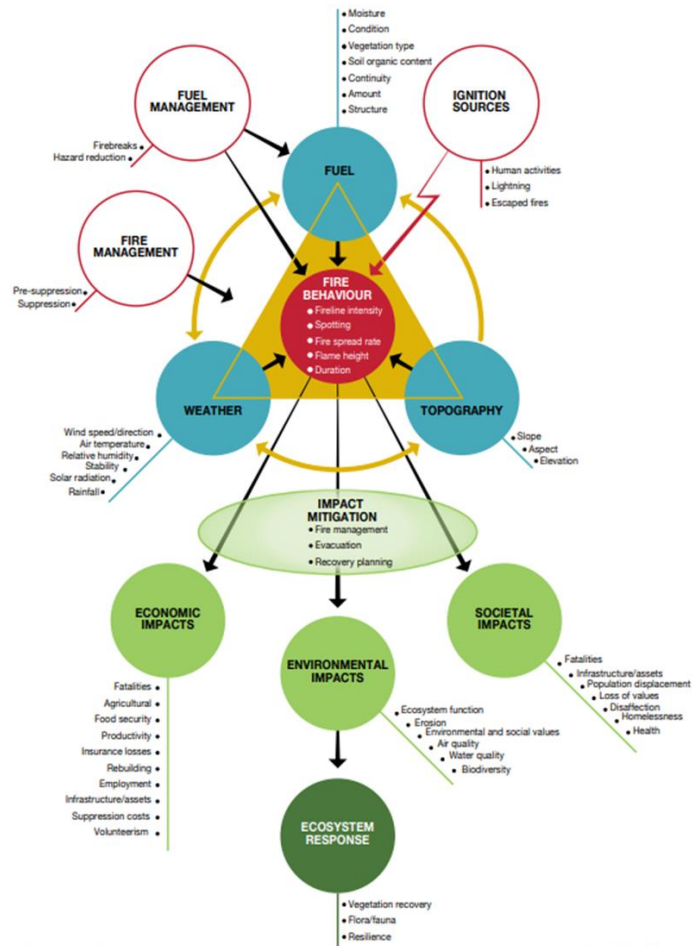 • Moisture
• Condition
• Vegetation type
• Soil organic content
• Continuity
• Amount
• Structure
FUEL
MANAGEMENT
Firebreaks •
Hazard reduction •
IGNITION
SOURCES
• Human activities
• Lightning
• Escaped fires
FUEL
FIRE
MANAGEMENT
Pre-suppression •
Suppression •
FIRE
BEHAVIOUR
• Fireline intensity
• Spotting
• Fire spread rate
• Flame height
• Duration
WEATHER
Wind speed/direction •
Air temperature •
Relative humidity •
Stability •
Solar radiation •
Rainfall •
TOPOGRAPHY
• Slope
• Aspect
• Elevation
IMPACT
MITIGATION
• Fire management
• Evacuation
• Recovery planning
ECONOMIC
IMPACTS
Fatalities •
Agricultural •
Food security •
Productivity •
Insurance losses •
Rebuilding •
Employment •
Infrastructure/assets •
Suppression costs •
Volunteerism •
ENVIRONMENTAL
IMPACTS
• Ecosystem function
• Erosion
• Environmental and social values
• Air quality
• Water quality
• Biodiversity
SOCIETAL
IMPACTS
• Fatalities
• Infrastructure/assets
• Population displacement
• Loss of values
• Disaffection
• Homelessness
• Health
ECOSYSTEM
RESPONSE
• Vegetation recovery
• Flora/fauna
• Resilience